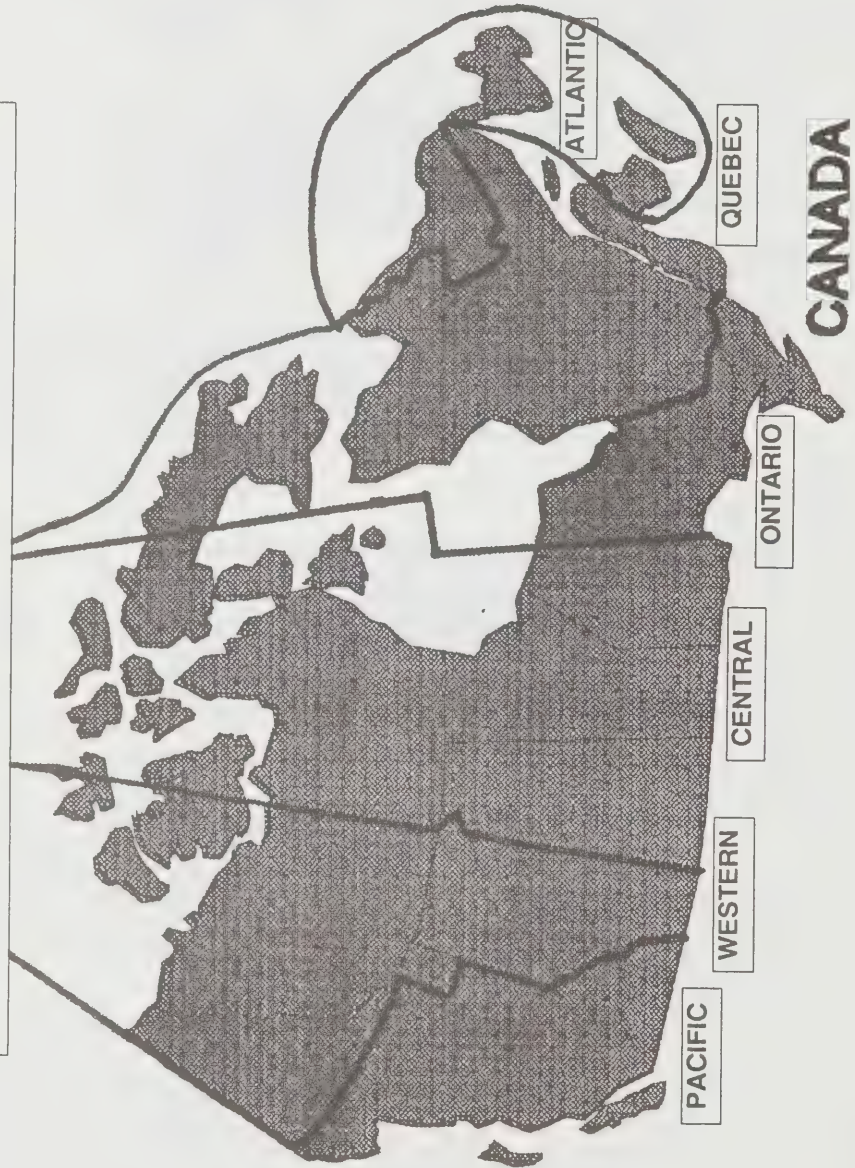 PACIFIC
WESTERN
CENTRAL
ONTARIO
QUEBEC
ATLANTIC
CANADA